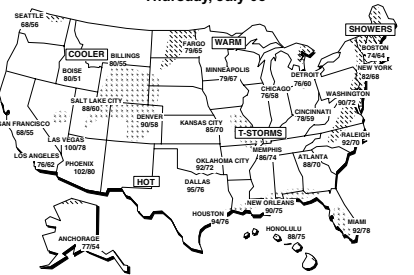 SEATTLE
68/56
COOLER
BILLINGS
80/55
BOISE
80/51
FARGO
79/65
WARM
MINNEAPOLIS
79/67
SHOWERS
BOSTON
74/64
NEW YORK
82/68
DETROIT
76/60
CHICAGO
76/58
WASHINGTON
90/72
CINCINNATI
78/59
SALT LAKE CITY
88/60
DENVER
90/58
KANSAS CITY
85/70
T-STORMS
RALEIGH
92/70
SAN FRANCISCO
68/55
LAS VEGAS
100/78
LOS ANGELES
76/62
PHOENIX
102/80
MEMPHIS
86/74
ATLANTA
88/70
OKLAHOMA CITY
92/72
DALLAS
95/76
HOT
NEW ORLEANS
90/75
HOUSTON
94/76
MIAMI
92/78
HONOLULU
88/75
ANCHORAGE
77/54